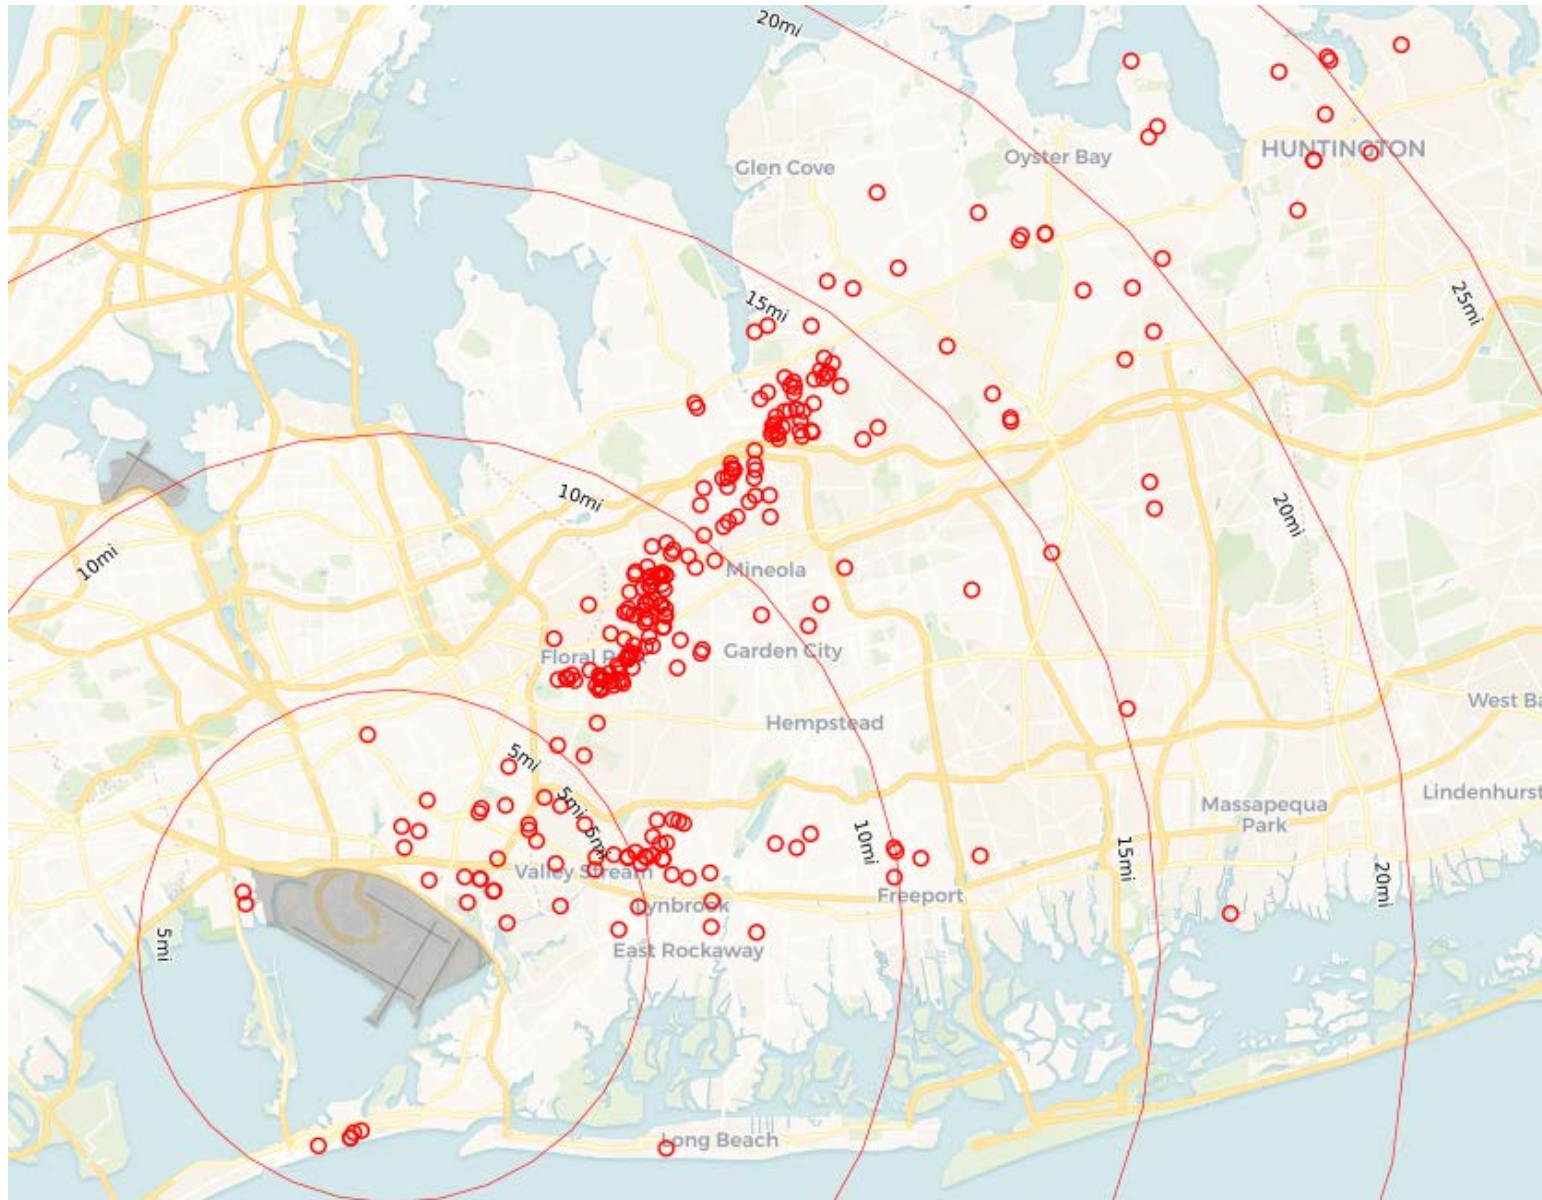 20mi
Glen Cove
Oyster Bay
HUNTINGTON
15mi
25mi
10mi
20mi
10mi
Mineola
Floral Park
Garden City
West Ba
Hempstead
5mi
5mi
Lindenhurst
Massapequa
Park
5mi
10mi
15mi
20mi
Valley Stream
Freeport
Lynbrook
5mi
East Rockaway
Long Beach